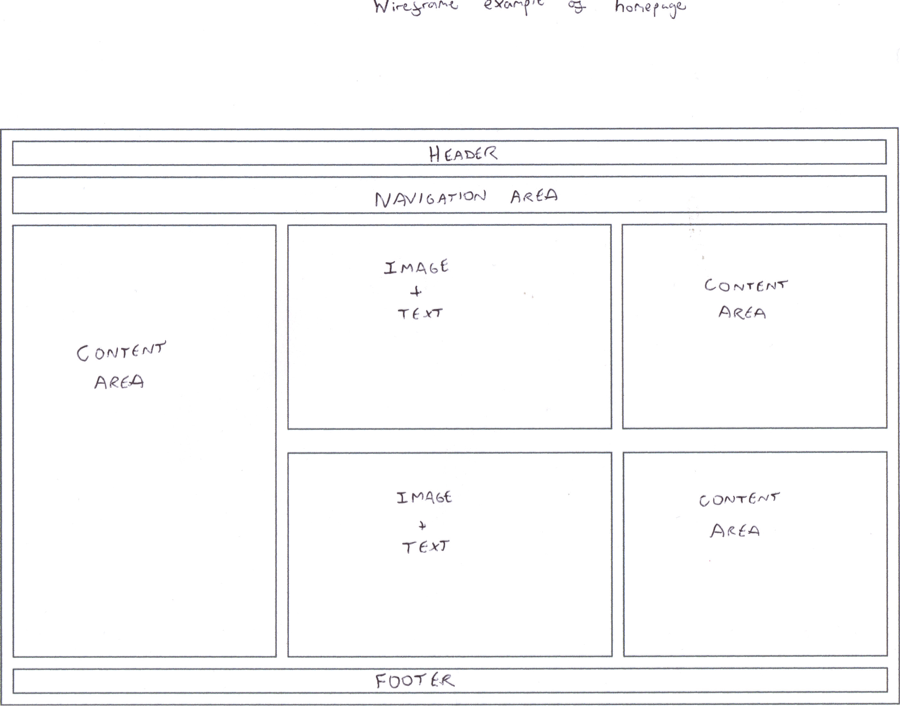 Wireframe example of homepage
HEADER
NAVIGATION AREA
CONTENT
AREA
IMAGE
+
TEXT
CONTENT
AREA
IMAGE
+
TEXT
CONTENT
AREA
FOOTER